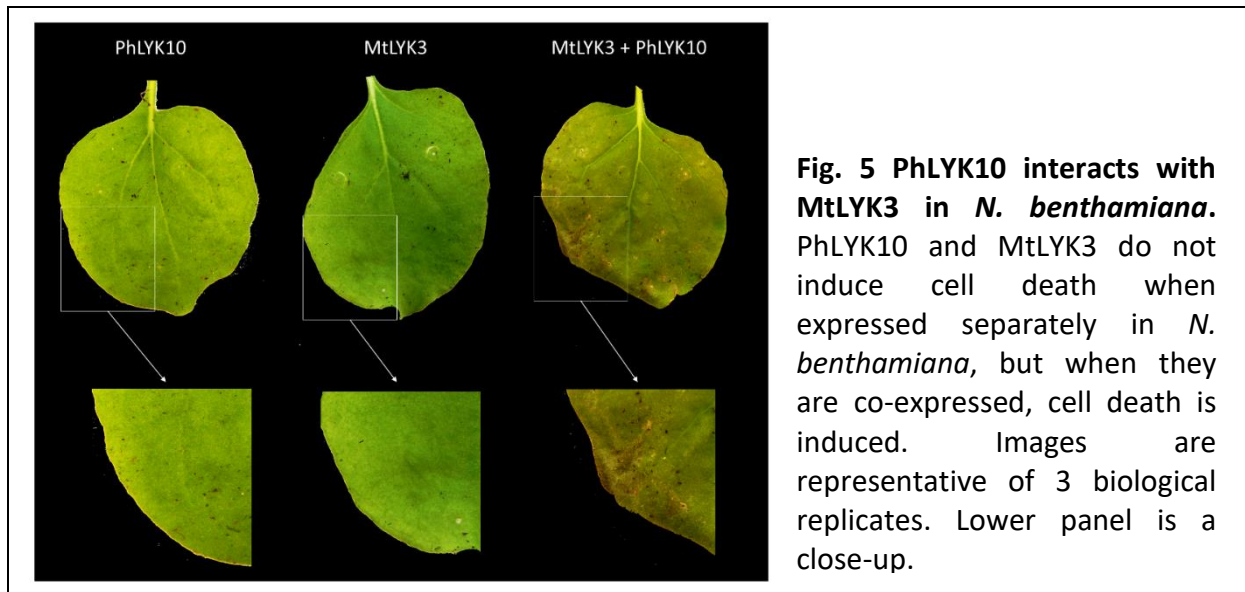 PhLYK10
MtLYK3
MtLYK3 + PhLYK10
Fig. 5 PhLYK10 interacts with
MtLYK3 in N. benthamiana.
PhLYK10 and MtLYK3 do not
induce cell death when
expressed separately in N.
benthamiana, but when they
are co-expressed, cell death is
induced. Images are
representative of 3 biological
replicates. Lower panel is a
close-up.